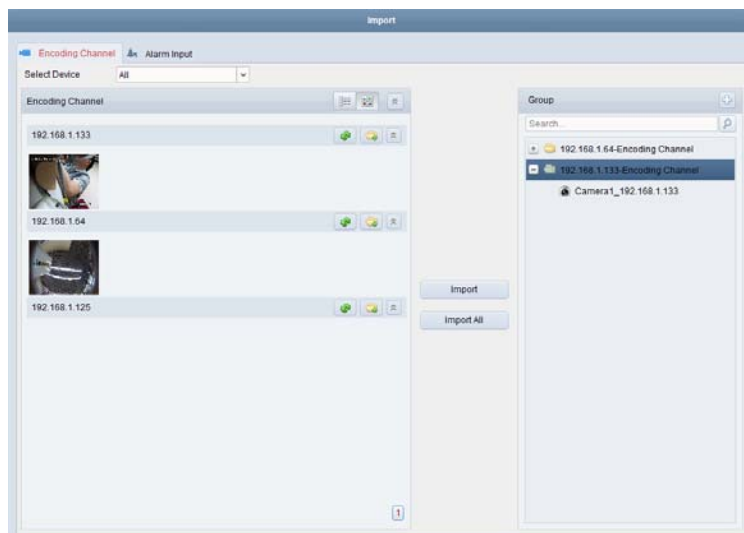 Import
Encoding Channel Alarm Input
Select Device All
Encoding Channel
192.168.1.133
192.168.1.64
192.168.1.125
1
Import
Import All
Group
Search...
192.168.1.64-Encoding Channel
192.168.1.133-Encoding Channel
Camera1_192.168.1.133